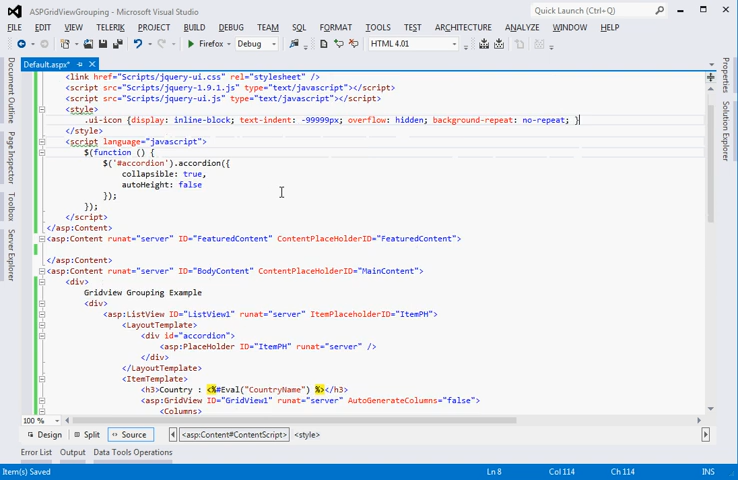 ASPGridViewGrouping - Microsoft Visual Studio
Quick Launch (Ctrl+Q)
FILE EDIT VIEW TELERIK PROJECT BUILD DEBUG TEAM SQL FORMAT TOOLS TEST ARCHITECTURE ANALYZE WINDOW HELP
Firefox Debug HTML 4.01
Default.aspx*
Document Outline
Page Inspector
Toolbox
Server Explorer
Properties
Solution Explorer
<link href="Scripts/jquery-ui.css" rel="stylesheet" />
<script src="Scripts/jquery-1.9.1.js" type="text/javascript"></script>
<script src="Scripts/jquery-ui.js" type="text/javascript"></script>
<style>
.ui-icon {display: inline-block; text-indent: -99999px; overflow: hidden; background-repeat: no-repeat; }
</style>
<script language="javascript">
$(function () {
$('#accordion').accordion({
collapsible: true,
autoHeight: false
});
});
</script>
</asp:Content>
<asp:Content runat="server" ID="FeaturedContent" ContentPlaceHolderID="FeaturedContent">
</asp:Content>
<asp:Content runat="server" ID="BodyContent" ContentPlaceHolderID="MainContent">
<div>
Gridview Grouping Example
<div>
<asp:ListView ID="ListView1" runat="server" ItemPlaceholderID="ItemPH">
<LayoutTemplate>
<div id="accordion">
<asp:PlaceHolder ID="ItemPH" runat="server" />
</div>
</LayoutTemplate>
<ItemTemplate>
<h3>Country : <%#Eval("CountryName") %></h3>
<asp:GridView ID="GridView1" runat="server" AutoGenerateColumns="false">
<Columns>
100 %
Design Split Source <asp:Content#ContentScript> <style>
Error List Output Data Tools Operations
Item(s) Saved Ln 8 Col 114 Ch 114 INS